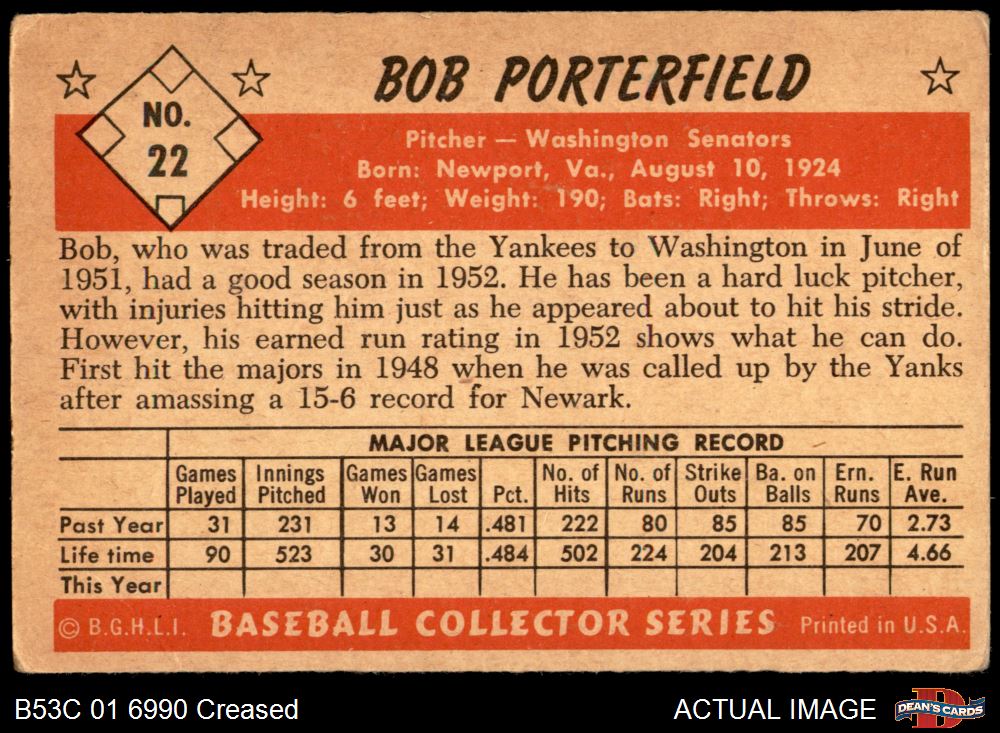 BOB PORTERFIELD
NO.
22
Pitcher — Washington Senators
Born: Newport, Va., August 10, 1924
Height: 6 feet; Weight: 190; Bats: Right; Throws: Right
Bob, who was traded from the Yankees to Washington in June of
1951, had a good season in 1952. He has been a hard luck pitcher,
with injuries hitting him just as he appeared about to hit his stride.
However, his earned run rating in 1952 shows what he can do.
First hit the majors in 1948 when he was called up by the Yanks
after amassing a 15-6 record for Newark.
MAJOR LEAGUE PITCHING RECORD
Games Played Innings Pitched Games Won Games Lost Pct. No. of Hits No. of Runs Strike Outs Ba. on Balls Ern. Runs E. Run Ave.
Past Year 31 231 13 14 .481 222 80 85 85 70 2.73
Life time 90 523 30 31 .484 502 224 204 213 207 4.66
This Year
© B.G.H.L.I. BASEBALL COLLECTOR SERIES Printed in U.S.A.
B53C 01 6990 Creased ACTUAL IMAGE DEAN'S CARDS